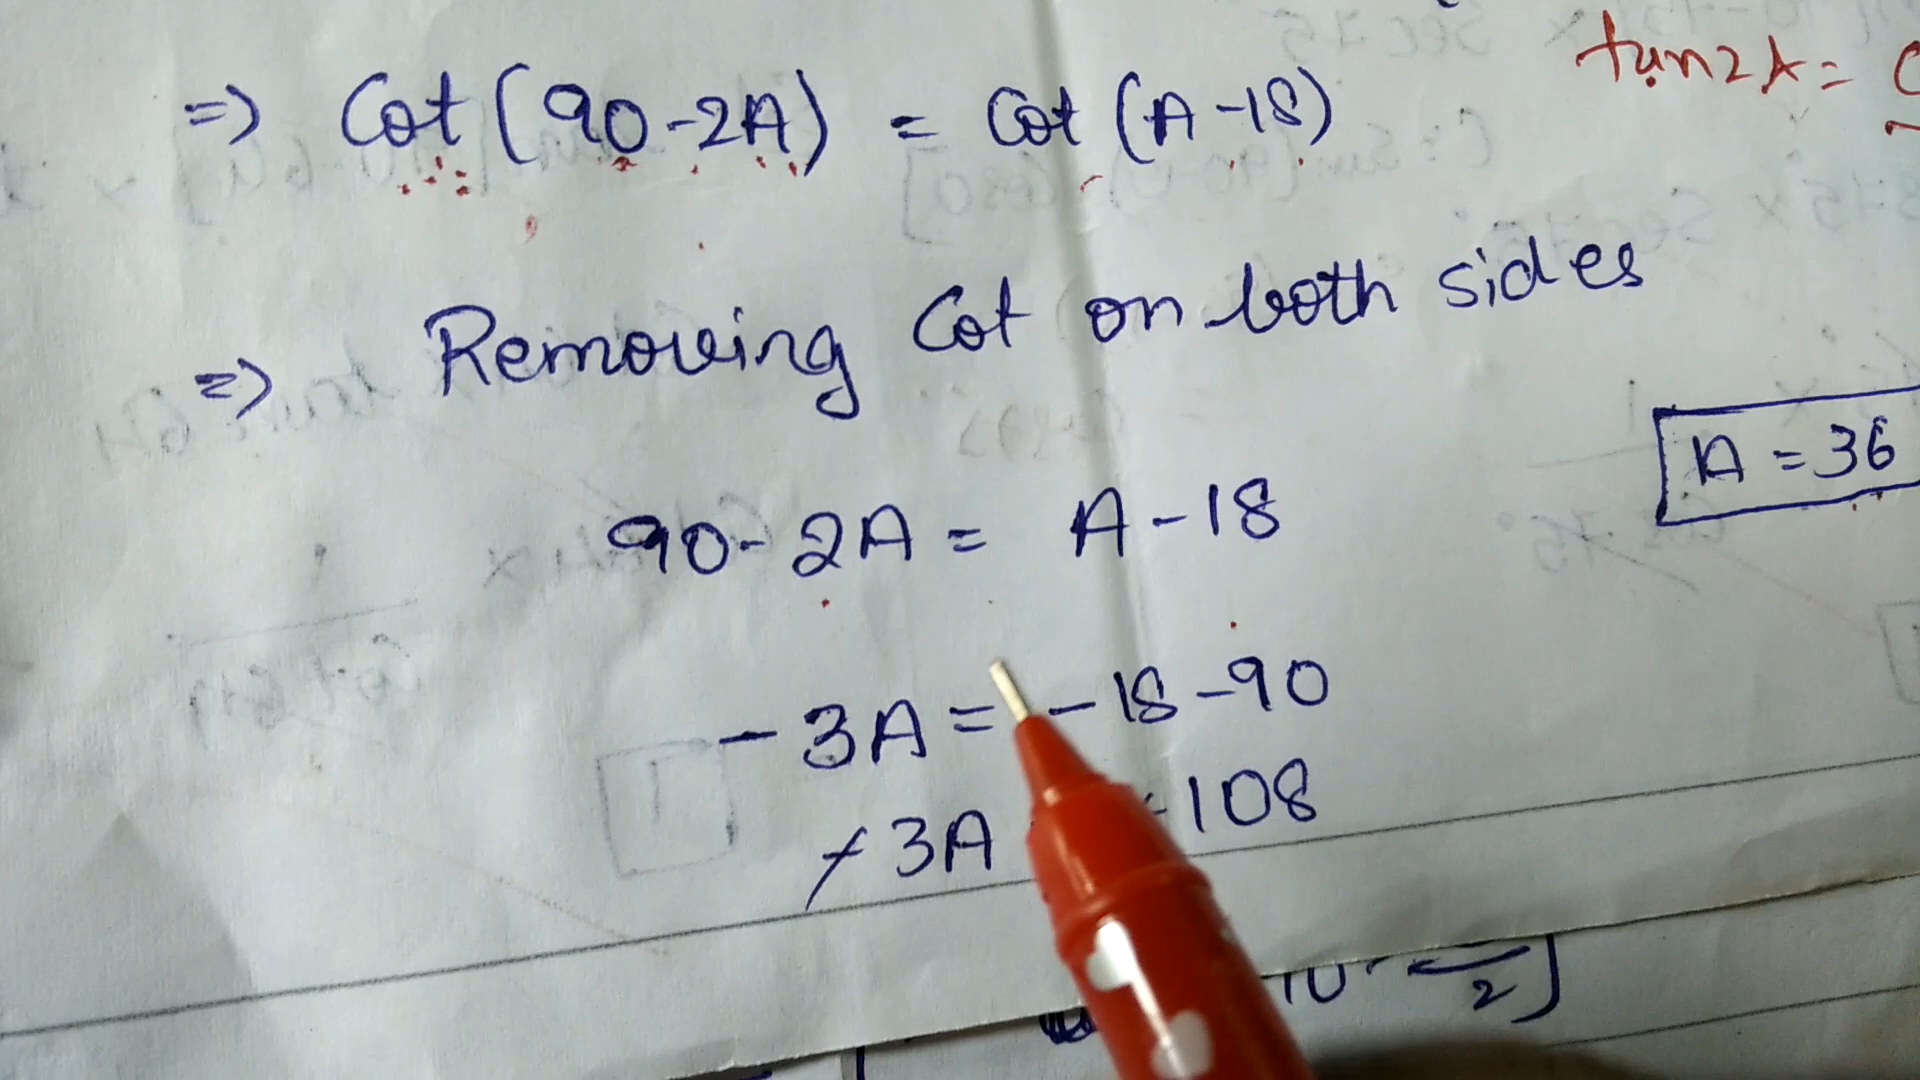 tan2A =
=> Cot (90-2A) = Cot (A-18)
=> Removing Cot on both sides
A = 36
90-2A = A-18
-3A = -18-90
-3A -108
2